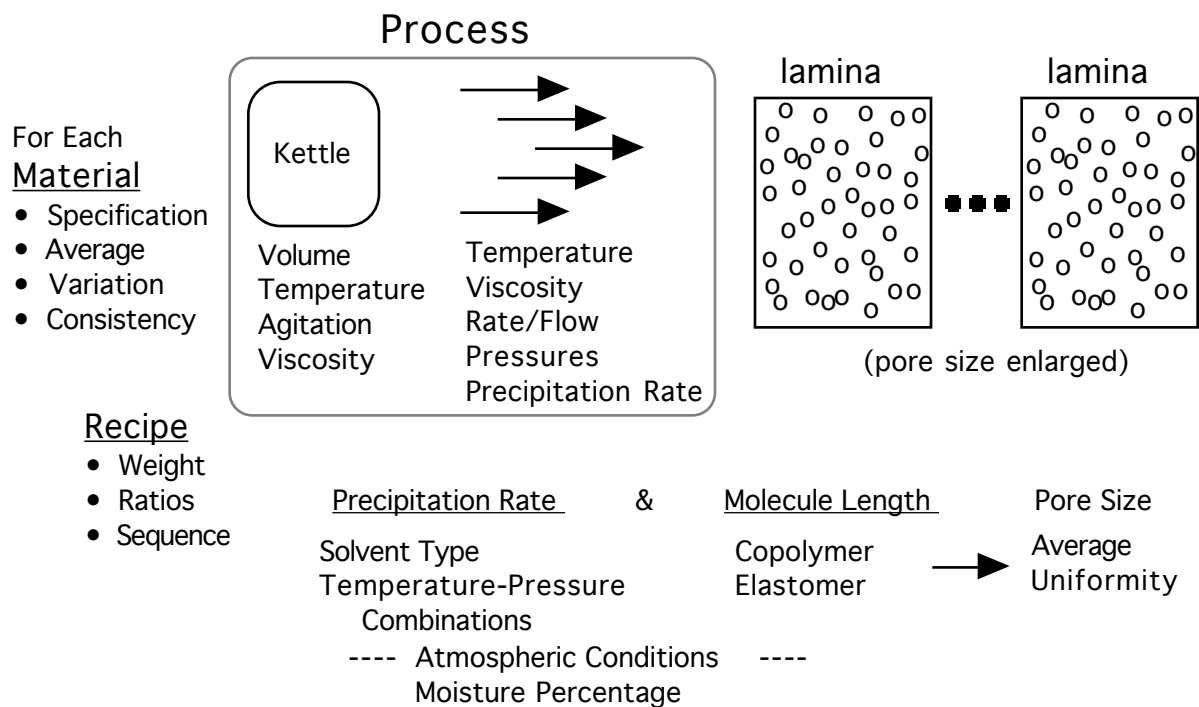 Process
For Each
Material
• Specification
• Average
• Variation
• Consistency
Recipe
• Weight
• Ratios
• Sequence
Kettle
Volume
Temperature
Agitation
Viscosity
Temperature
Viscosity
Rate/Flow
Pressures
Precipitation Rate
lamina
lamina
(pore size enlarged)
Precipitation Rate & Molecule Length Pore Size
Solvent Type
Temperature-Pressure
Combinations
Copolymer
Elastomer
Average
Uniformity
---- Atmospheric Conditions ----
Moisture Percentage